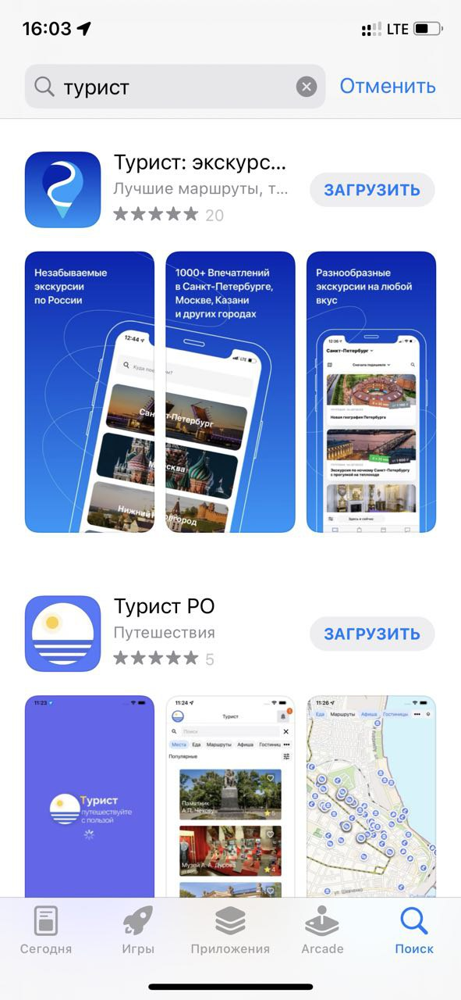 16:03
LTE
турист
Отменить
Турист: экскурс...
Лучшие маршруты, т...
20
ЗАГРУЗИТЬ
Незабываемые
экскурсии
по России
12:44
Санкт-Петербург
Москва
Нижний Новгород
1000+ Впечатлений
в Санкт-Петербурге,
Москве, Казани
и других городах
LTE
Разнообразные
экскурсии на любой
вкус
12:36
Санкт-Петербург
Сначала подешевле
Новая география Петербурга
Экскурсия по ночному Санкт-Петербургу
с прогулкой на теплоходе
Здесь и сейчас
Турист РО
Путешествия
5
ЗАГРУЗИТЬ
11:23
Турист
путешествуйте
с пользой
11:24
Турист
1
Поиск
Места Еда Маршруты Афиша Гостиниц
Популярные
Памятник
А.П. Чехову
5
Музей А. А. Дурова
4
11:26
Еда Маршруты Афиша Гостиницы
ул. Шевченко
Сегодня
Игры
Приложения
Arcade
Поиск